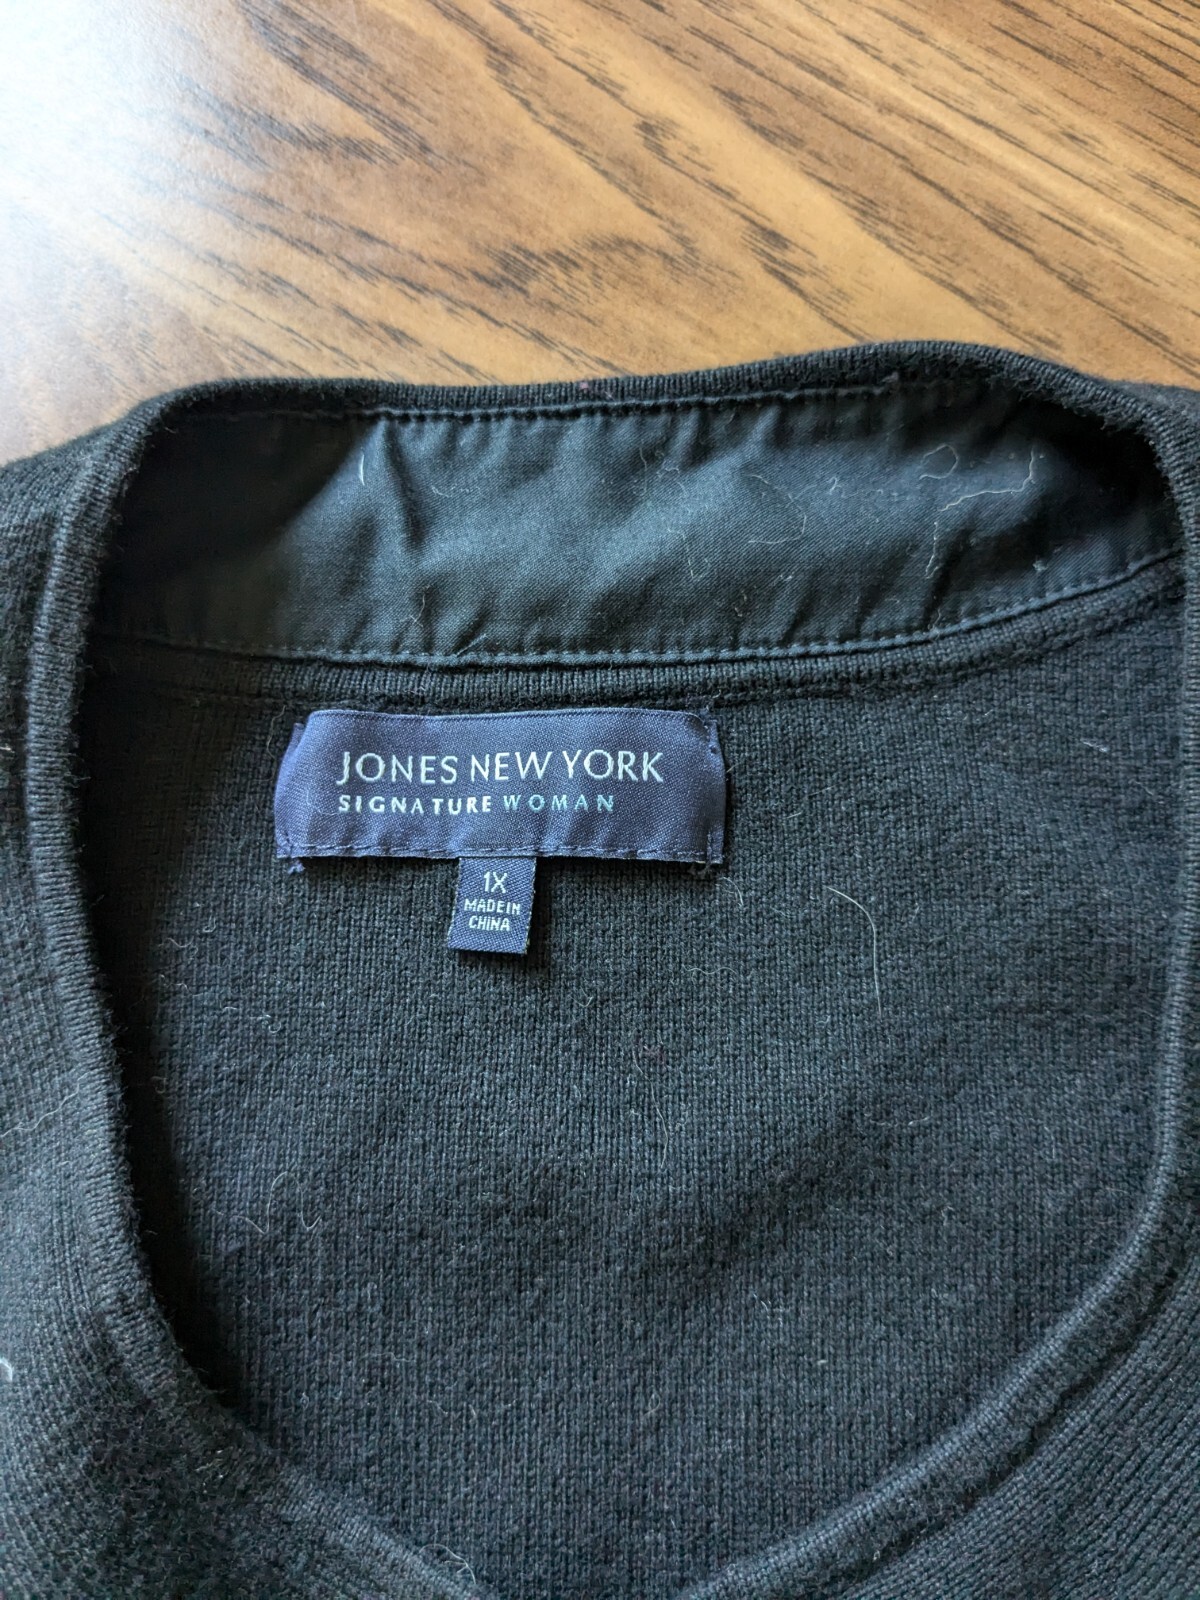 JONES NEW YORK
SIGNATURE WOMAN
1X
MADE IN
CHINA